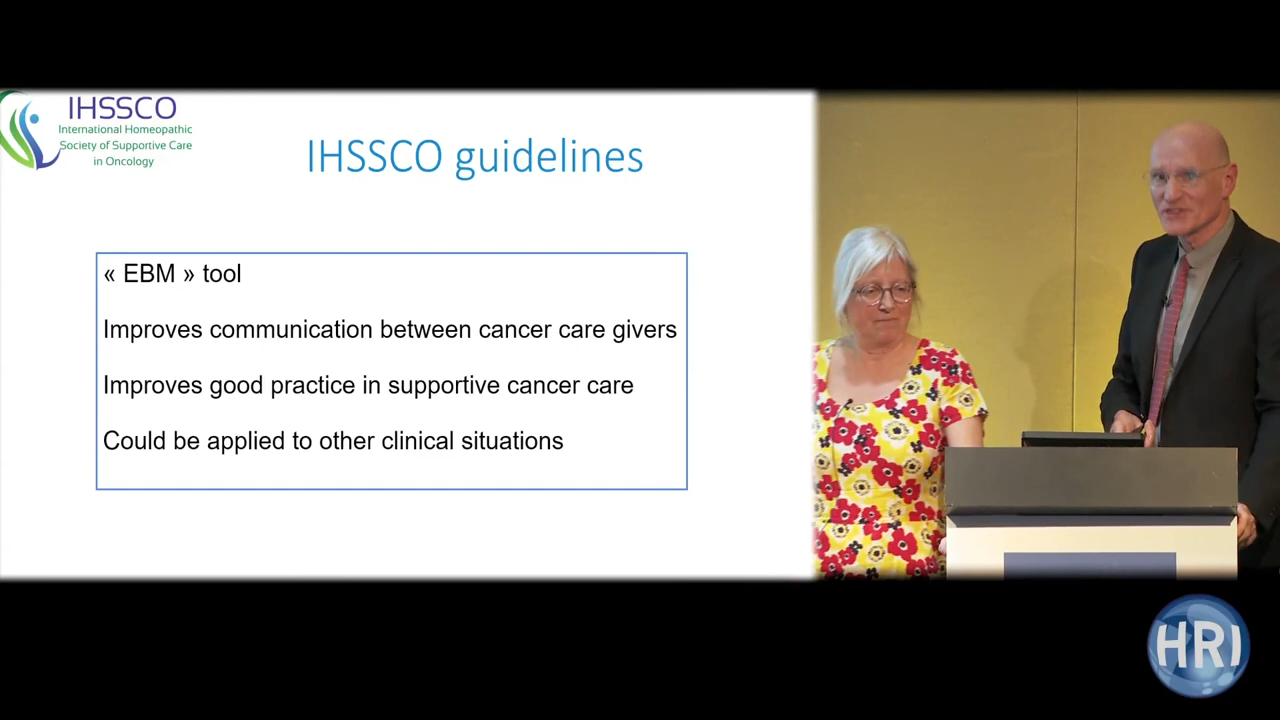 IHSSCO
International Homeopathic
Society of Supportive Care
in Oncology
IHSSCO guidelines
« EBM » tool
Improves communication between cancer care givers
Improves good practice in supportive cancer care
Could be applied to other clinical situations
HRI